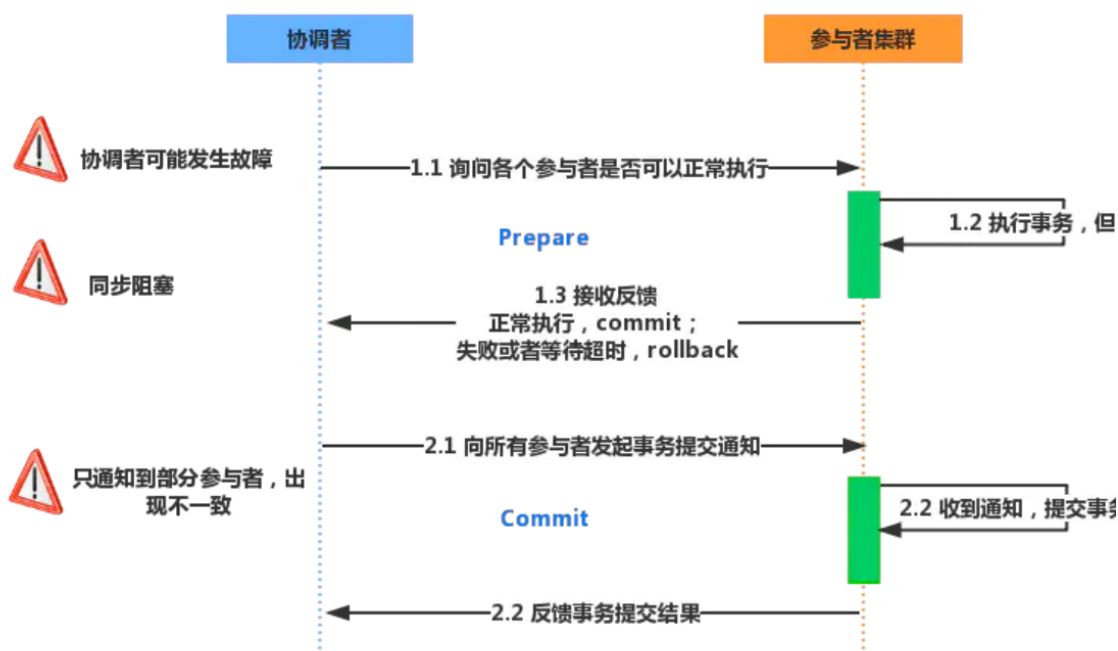 协调者
参与者集群
协调者可能发生故障
1.1 询问各个参与者是否可以正常执行
1.2 执行事务，但
Prepare
同步阻塞
1.3 接收反馈
正常执行，commit；
失败或者等待超时，rollback
2.1 向所有参与者发起事务提交通知
只通知到部分参与者，出
现不一致
2.2 收到通知，提交事务
Commit
2.2 反馈事务提交结果